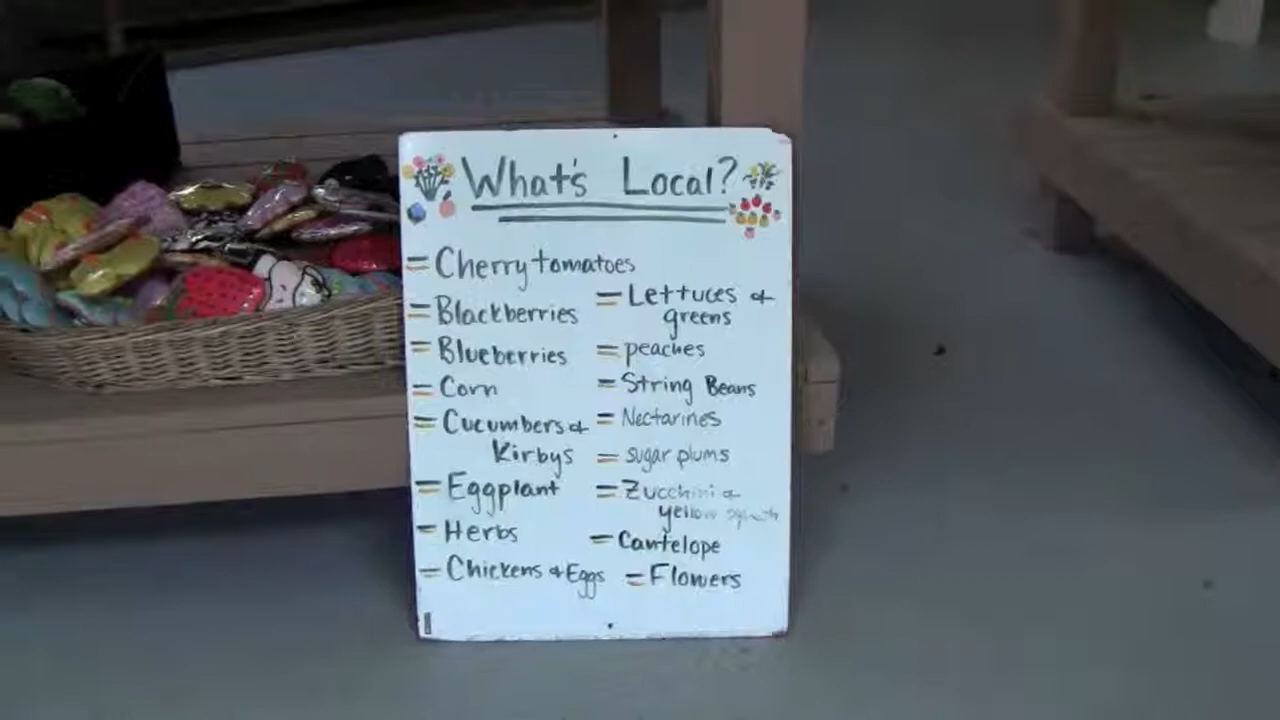 What's Local?
= Cherry tomatoes
= Blackberries
= Blueberries
= Corn
= Cucumbers &
Kirbys
= Eggplant
= Herbs
= Chickens & Eggs
= Lettuces &
greens
= peaches
= String Beans
= Nectarines
= sugar plums
= Zucchini &
yellow squash
= Cantelope
= Flowers